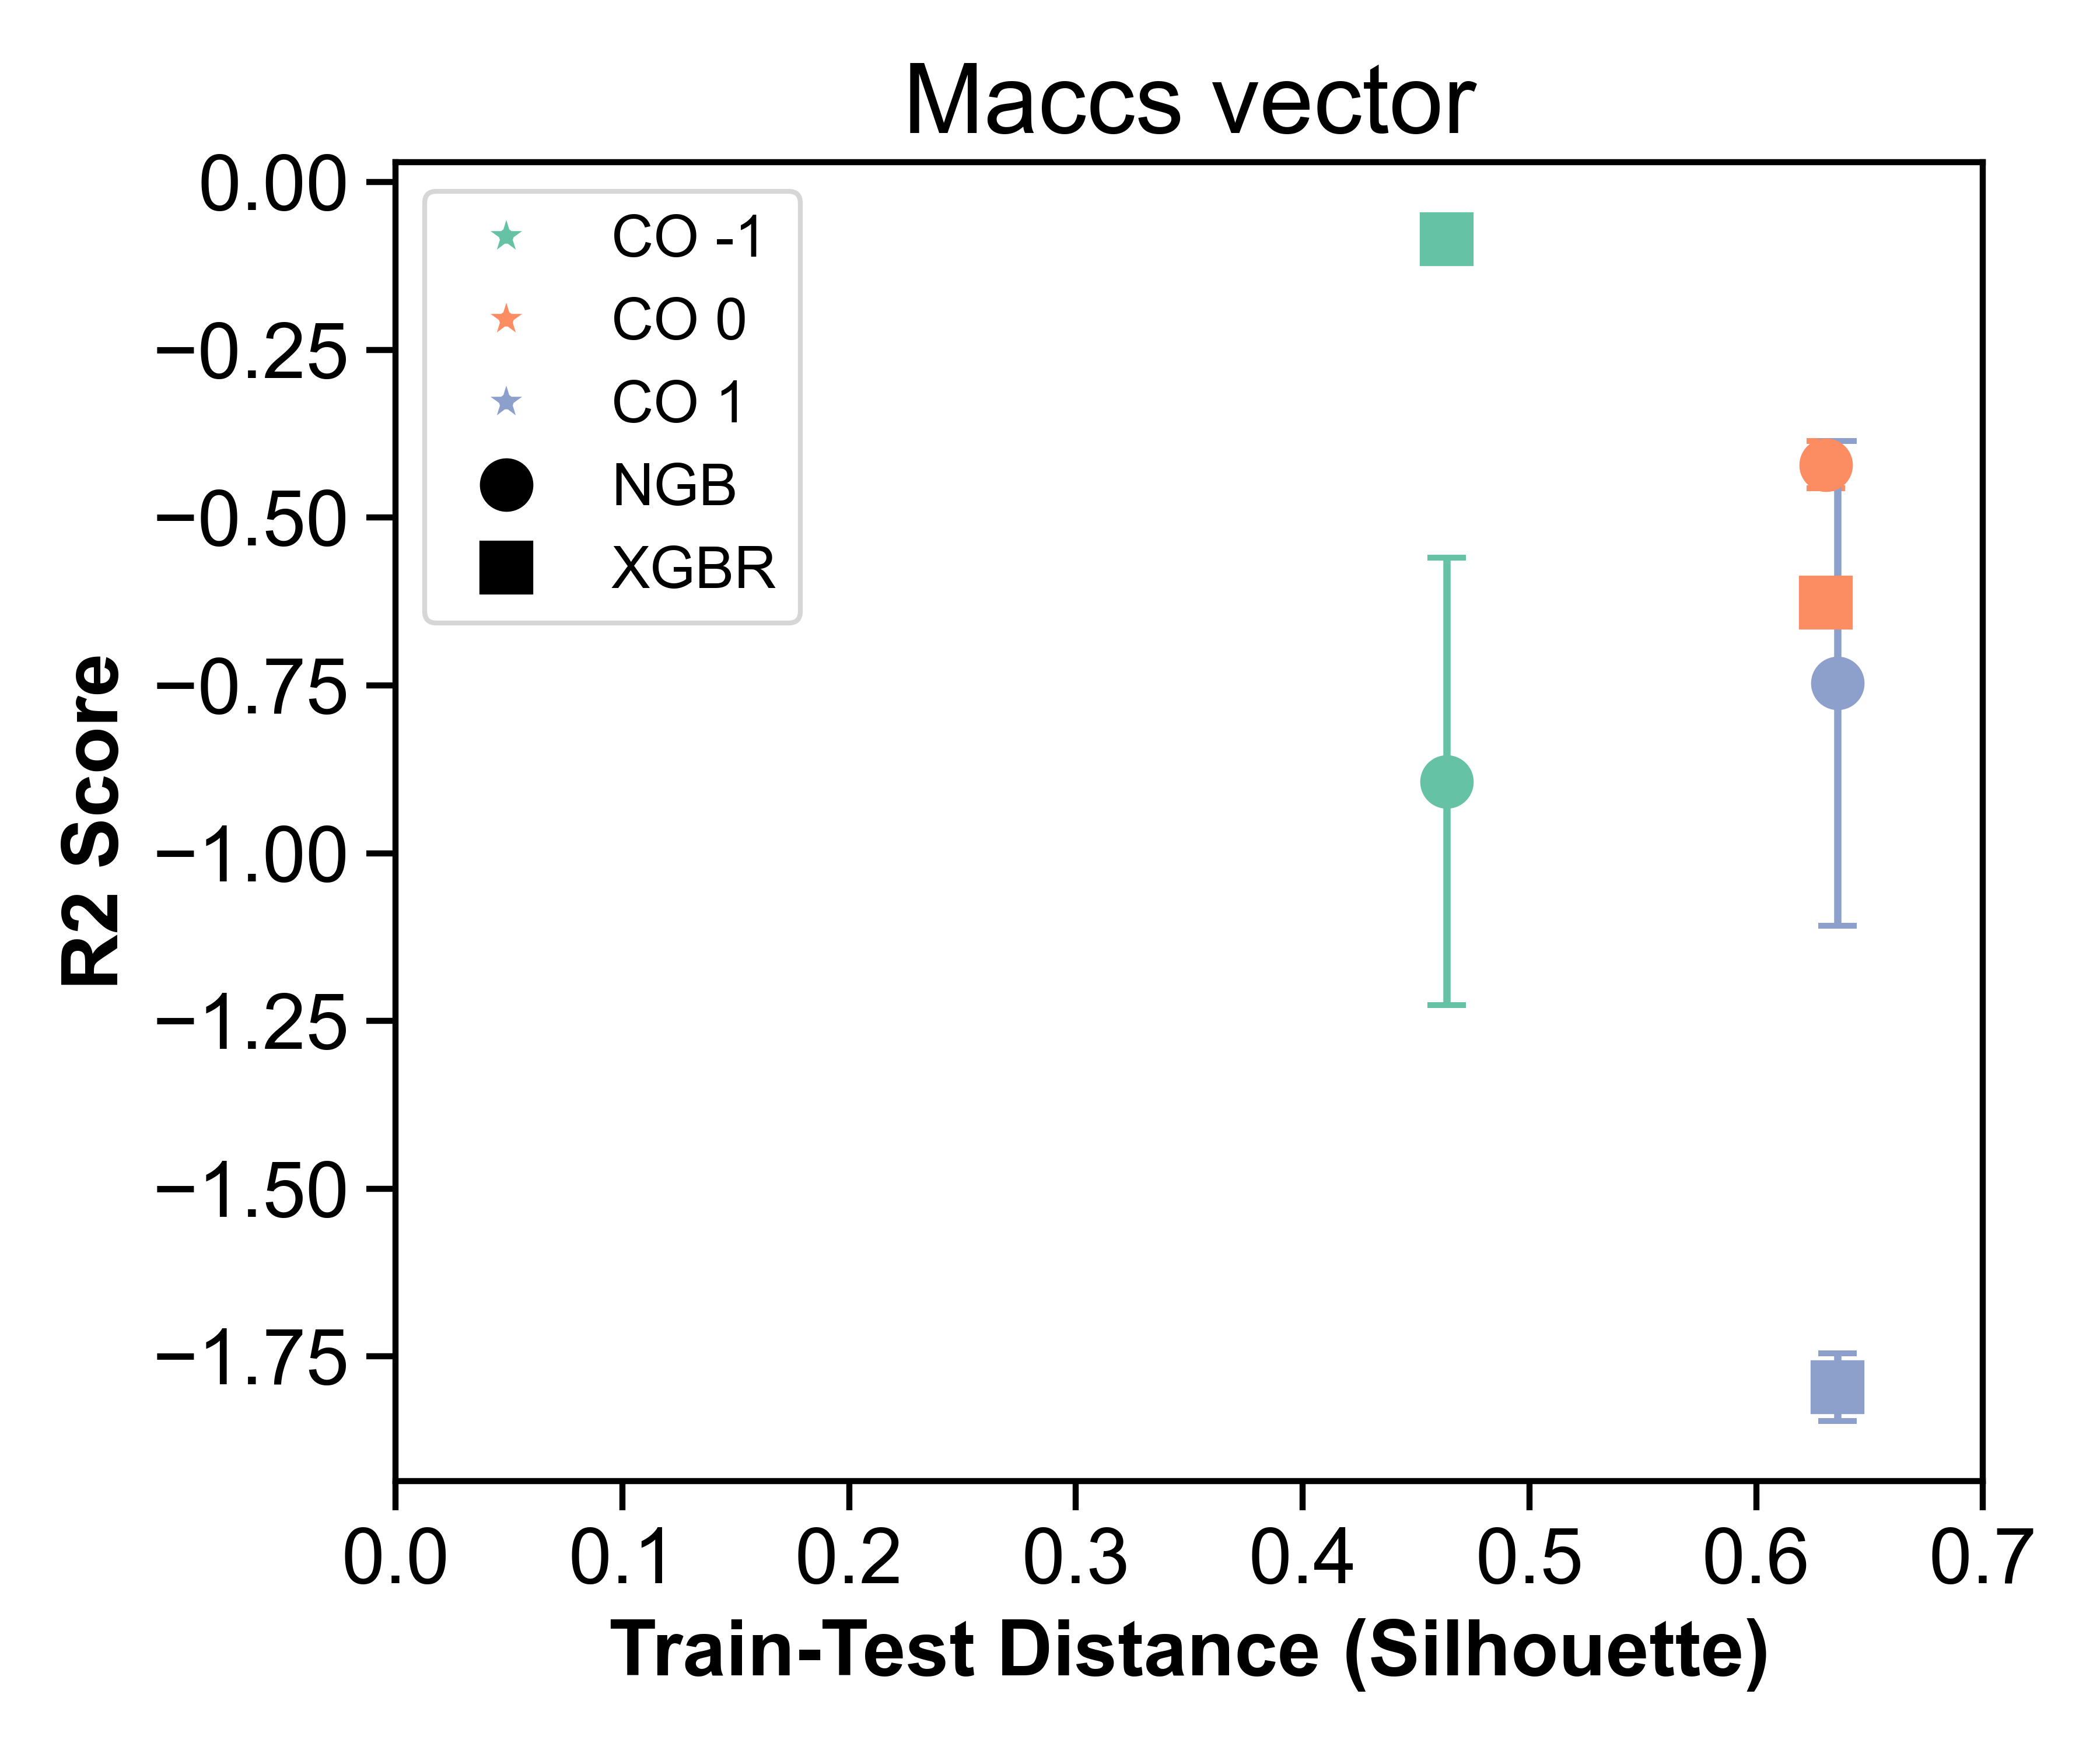 Maccs vector
CO -1
CO 0
CO 1
NGB
XGBR
R2 Score
0.00
−0.25
−0.50
−0.75
−1.00
−1.25
−1.50
−1.75
0.0 0.1 0.2 0.3 0.4 0.5 0.6 0.7
Train-Test Distance (Silhouette)